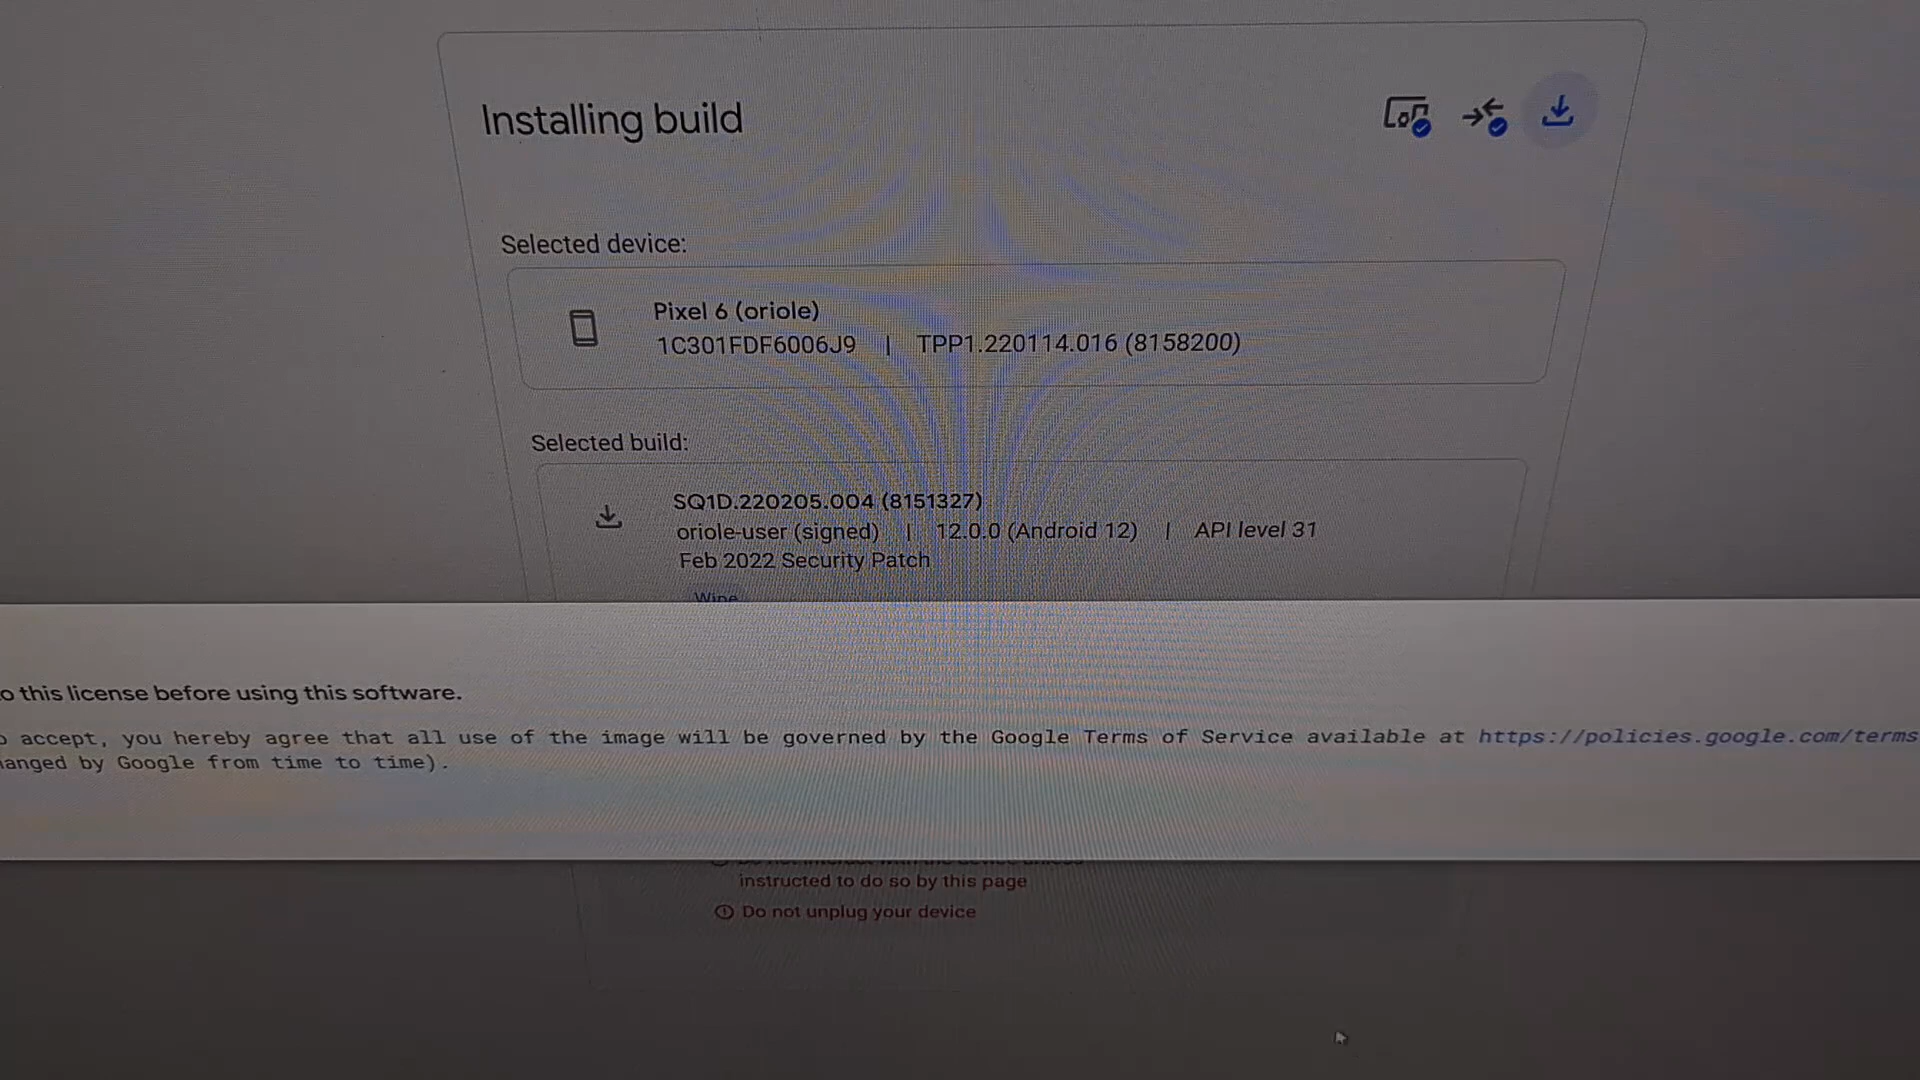 Installing build
Selected device:
Pixel 6 (oriole)
1C301FDF6006J9 | TPP1.220114.016 (8158200)
Selected build:
SQ1D.220205.004 (8151327)
oriole-user (signed) | 12.0.0 (Android 12) | API level 31
Feb 2022 Security Patch
Wipe
o this license before using this software.
o accept, you hereby agree that all use of the image will be governed by the Google Terms of Service available at https://policies.google.com/terms
anged by Google from time to time).
instructed to do so by this page
Do not unplug your device